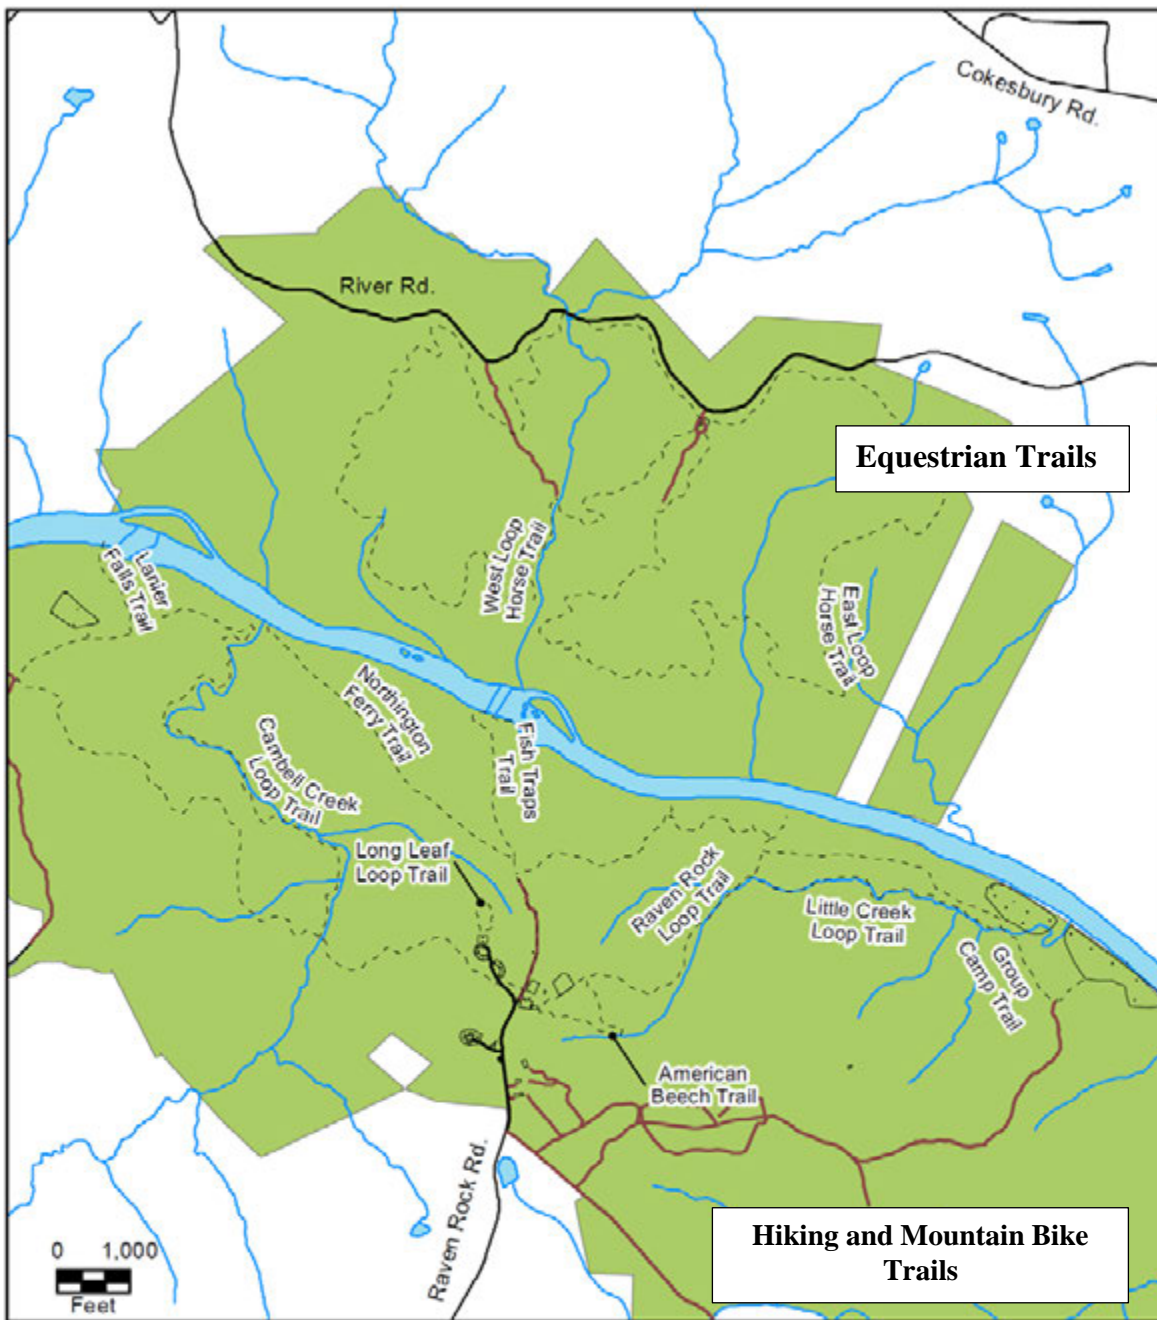 Cokesbury Rd.
River Rd.
Equestrian Trails
West Loop
Horse Trail
East Loop
Horse Trail
Lanier
Falls Trail
Northington
Ferry Trail
Fish Traps
Trail
Cambell Creek
Loop Trail
Long Leaf
Loop Trail
Raven Rock
Loop Trail
Little Creek
Loop Trail
Group
Camp Trail
American
Beech Trail
Raven Rock Rd.
Hiking and Mountain Bike
Trails
0 1,000
Feet